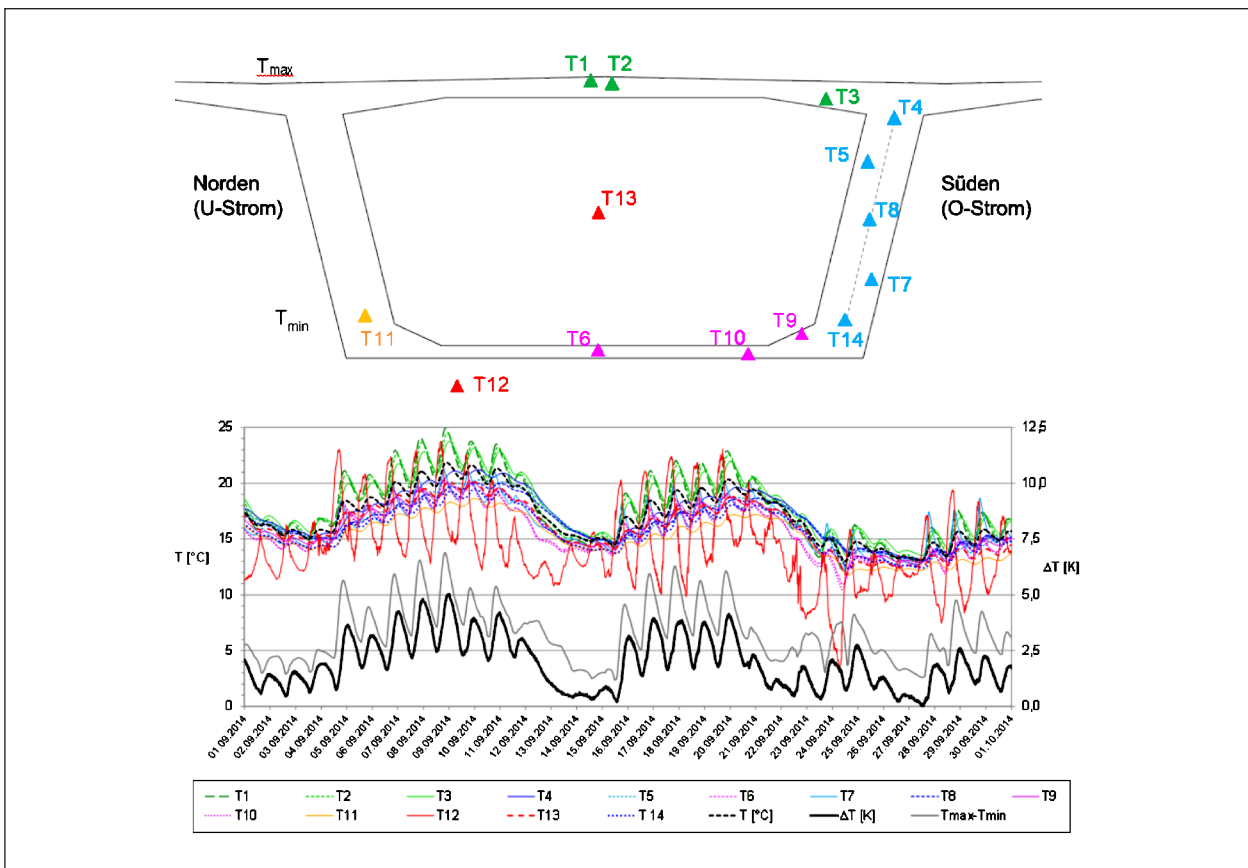 Tmax
T1 T2
T3
T4
T5
Norden
(U-Strom)
Süden
(O-Strom)
T13
T8
T7
Tmin
T11
T6
T10
T9
T14
T12
25
20
15
10
5
0
T [°C]
12,5
10,0
7,5
5,0
2,5
0,0
ΔT [K]
01.09.2014
02.09.2014
03.09.2014
04.09.2014
05.09.2014
06.09.2014
07.09.2014
08.09.2014
09.09.2014
10.09.2014
11.09.2014
12.09.2014
13.09.2014
14.09.2014
15.09.2014
16.09.2014
17.09.2014
18.09.2014
19.09.2014
20.09.2014
21.09.2014
22.09.2014
23.09.2014
24.09.2014
25.09.2014
26.09.2014
27.09.2014
28.09.2014
29.09.2014
30.09.2014
01.10.2014
T1 T2 T3 T4 T5 T6 T7 T8 T9
T10 T11 T12 T13 T 14 T [°C] ΔT [K] Tmax-Tmin